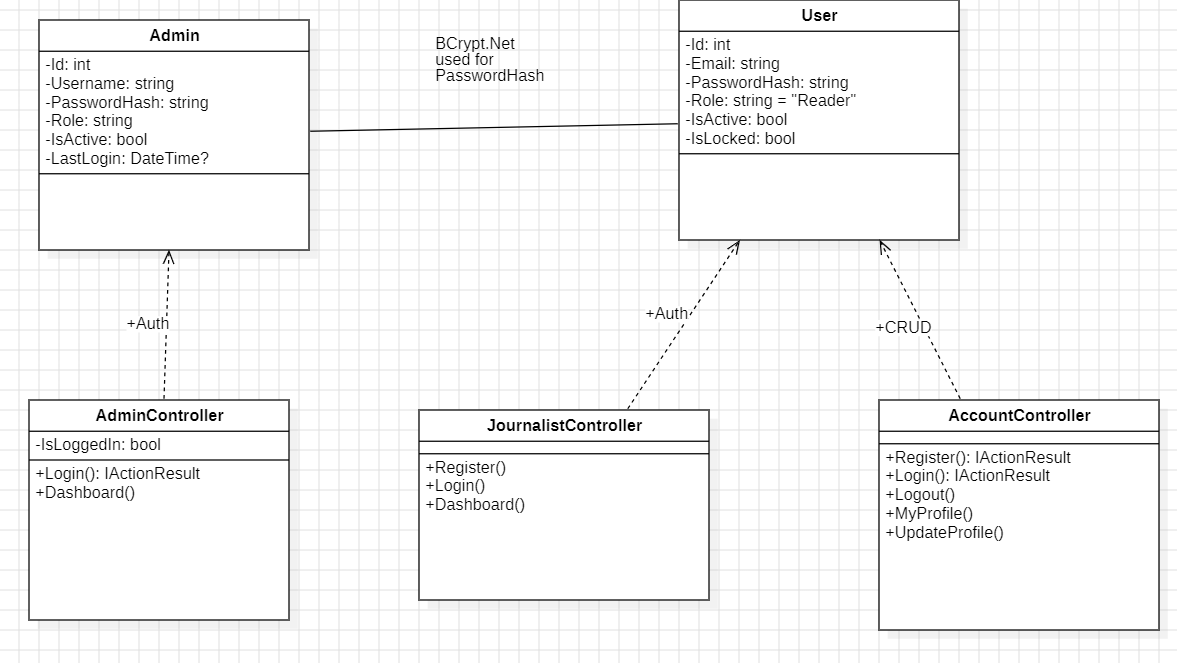 Admin
-Id: int
-Username: string
-PasswordHash: string
-Role: string
-IsActive: bool
-LastLogin: DateTime?
BCrypt.Net
used for
PasswordHash
User
-Id: int
-Email: string
-PasswordHash: string
-Role: string = "Reader"
-IsActive: bool
-IsLocked: bool
+Auth
+Auth
+CRUD
AdminController
-IsLoggedIn: bool
+Login(): IActionResult
+Dashboard()
JournalistController
+Register()
+Login()
+Dashboard()
AccountController
+Register(): IActionResult
+Login(): IActionResult
+Logout()
+MyProfile()
+UpdateProfile()